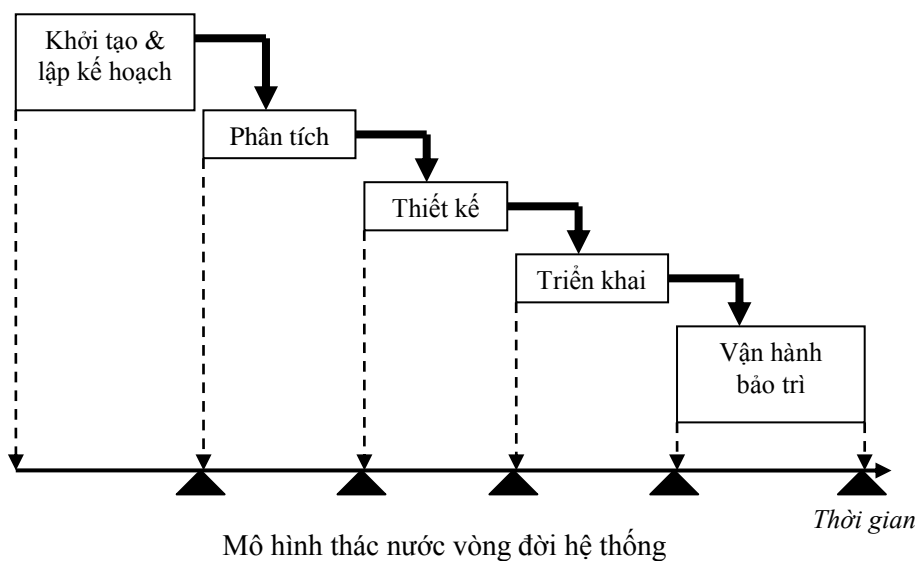 Khởi tạo &
lập kế hoạch
Phân tích
Thiết kế
Triển khai
Vận hành
bảo trì
Thời gian
Mô hình thác nước vòng đời hệ thống